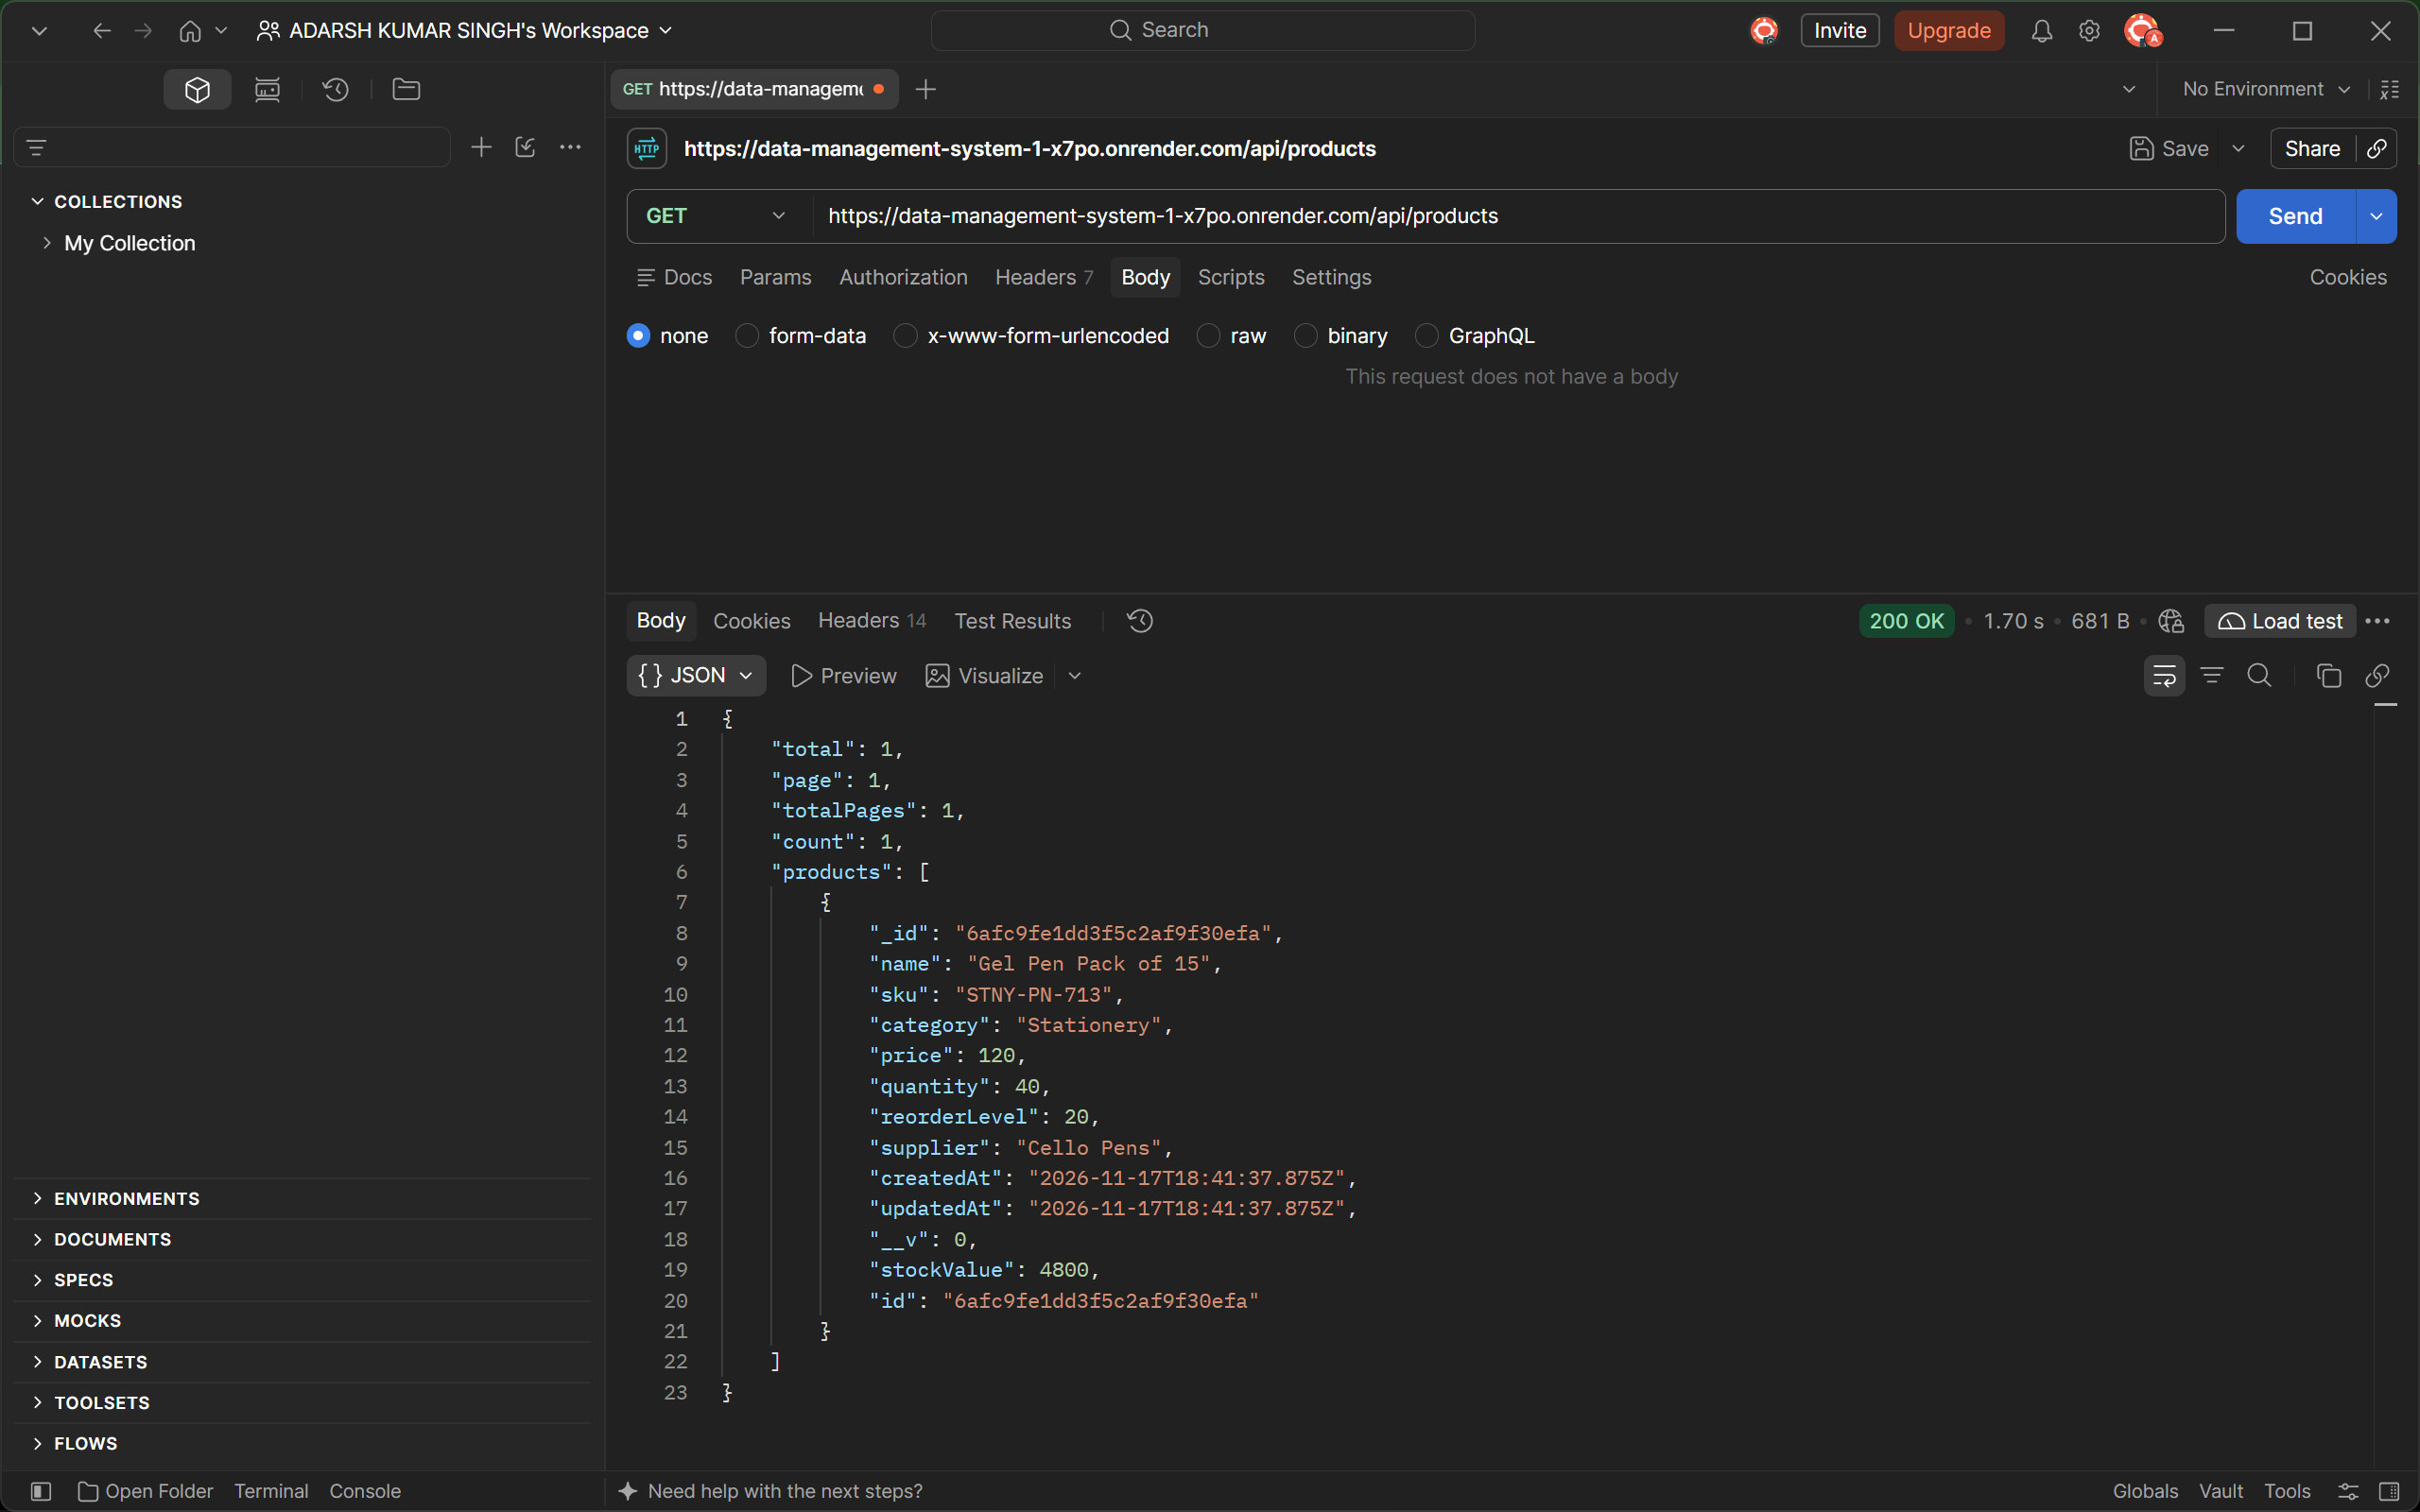 ADARSH KUMAR SINGH's Workspace
Search
Invite
Upgrade
A
GET https://data-managem
No Environment
HTTP
https://data-management-system-1-x7po.onrender.com/api/products
Save
Share
COLLECTIONS
My Collection
GET
https://data-management-system-1-x7po.onrender.com/api/products
Send
Docs Params Authorization Headers 7 Body Scripts Settings
Cookies
none form-data x-www-form-urlencoded raw binary GraphQL
This request does not have a body
Body Cookies Headers 14 Test Results
200 OK • 1.70 s • 681 B •
Load test
{} JSON Preview Visualize
1 {
2 "total": 1,
3 "page": 1,
4 "totalPages": 1,
5 "count": 1,
6 "products": [
7 {
8 "_id": "6afc9fe1dd3f5c2af9f30efa",
9 "name": "Gel Pen Pack of 15",
10 "sku": "STNY-PN-713",
11 "category": "Stationery",
12 "price": 120,
13 "quantity": 40,
14 "reorderLevel": 20,
15 "supplier": "Cello Pens",
16 "createdAt": "2026-11-17T18:41:37.875Z",
17 "updatedAt": "2026-11-17T18:41:37.875Z",
18 "__v": 0,
19 "stockValue": 4800,
20 "id": "6afc9fe1dd3f5c2af9f30efa"
21 }
22 ]
23 }
ENVIRONMENTS
DOCUMENTS
SPECS
MOCKS
DATASETS
TOOLSETS
FLOWS
Open Folder Terminal Console
Need help with the next steps?
Globals Vault Tools